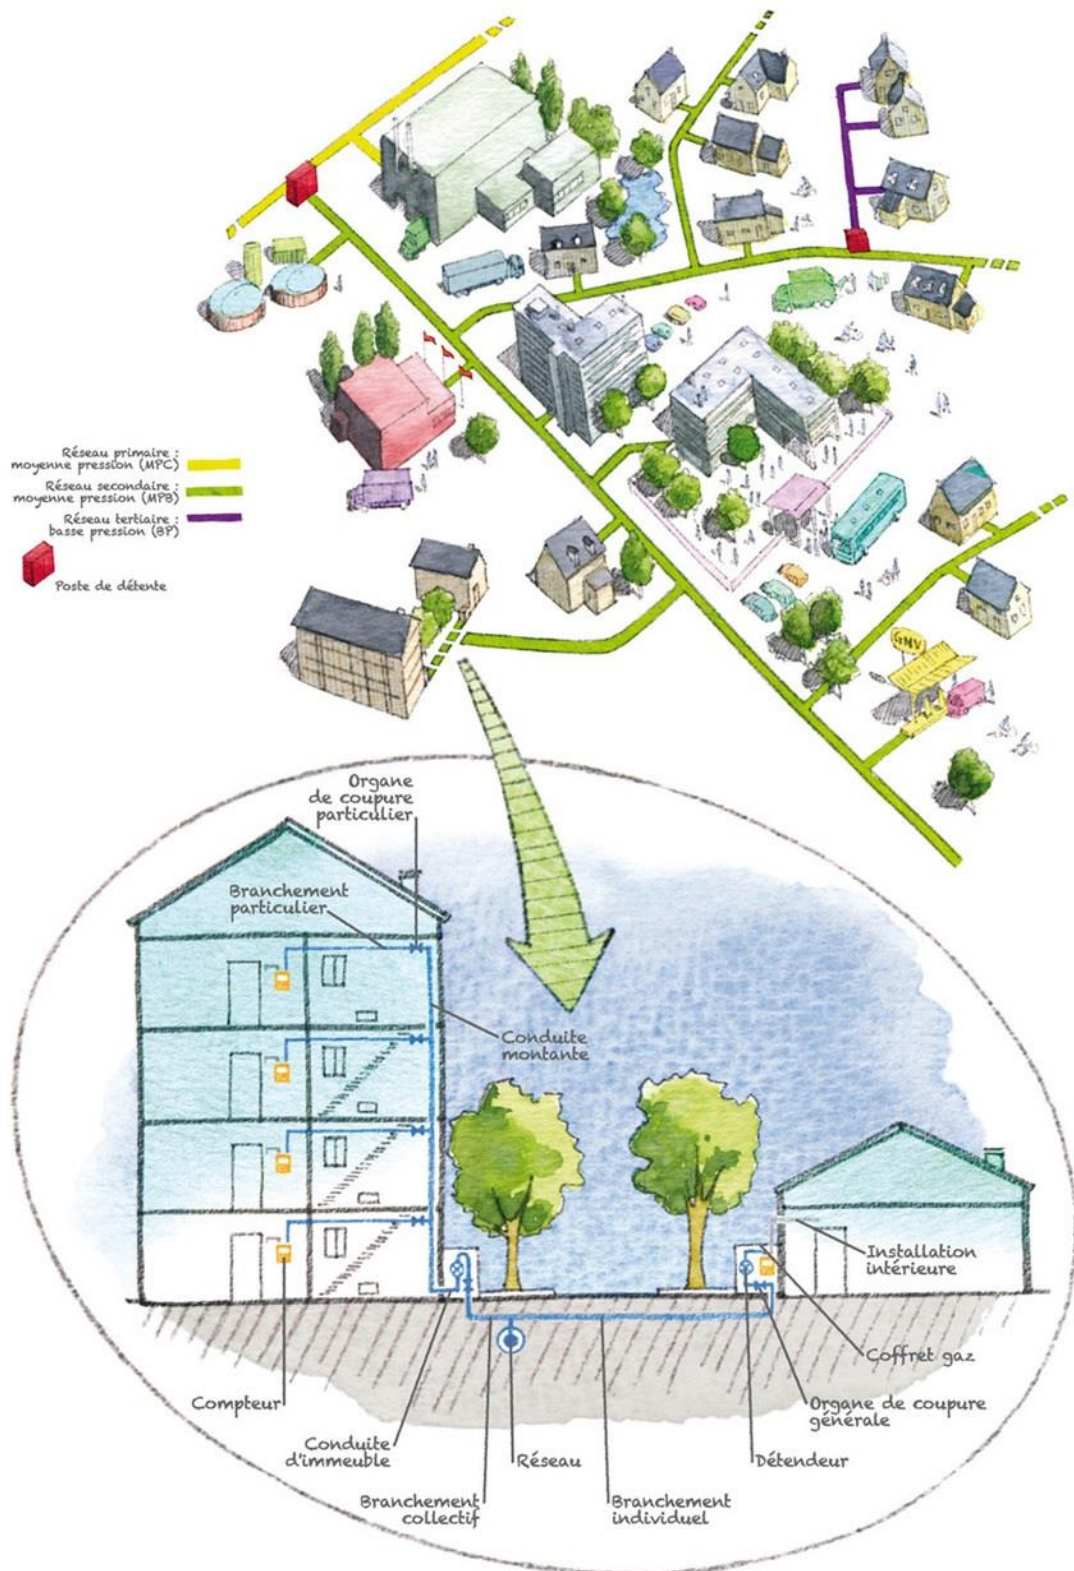 Réseau primaire :
moyenne pression (MPC)
Réseau secondaire :
moyenne pression (MPB)
Réseau tertiaire :
basse pression (BP)
Poste de détente
GNV
Organe
de coupure
particulier
Branchement
particulier
Conduite
montante
Installation
intérieure
Coffret gaz
Compteur
Organe de coupure
générale
Conduite
d'immeuble
Réseau
Détendeur
Branchement
collectif
Branchement
individuel